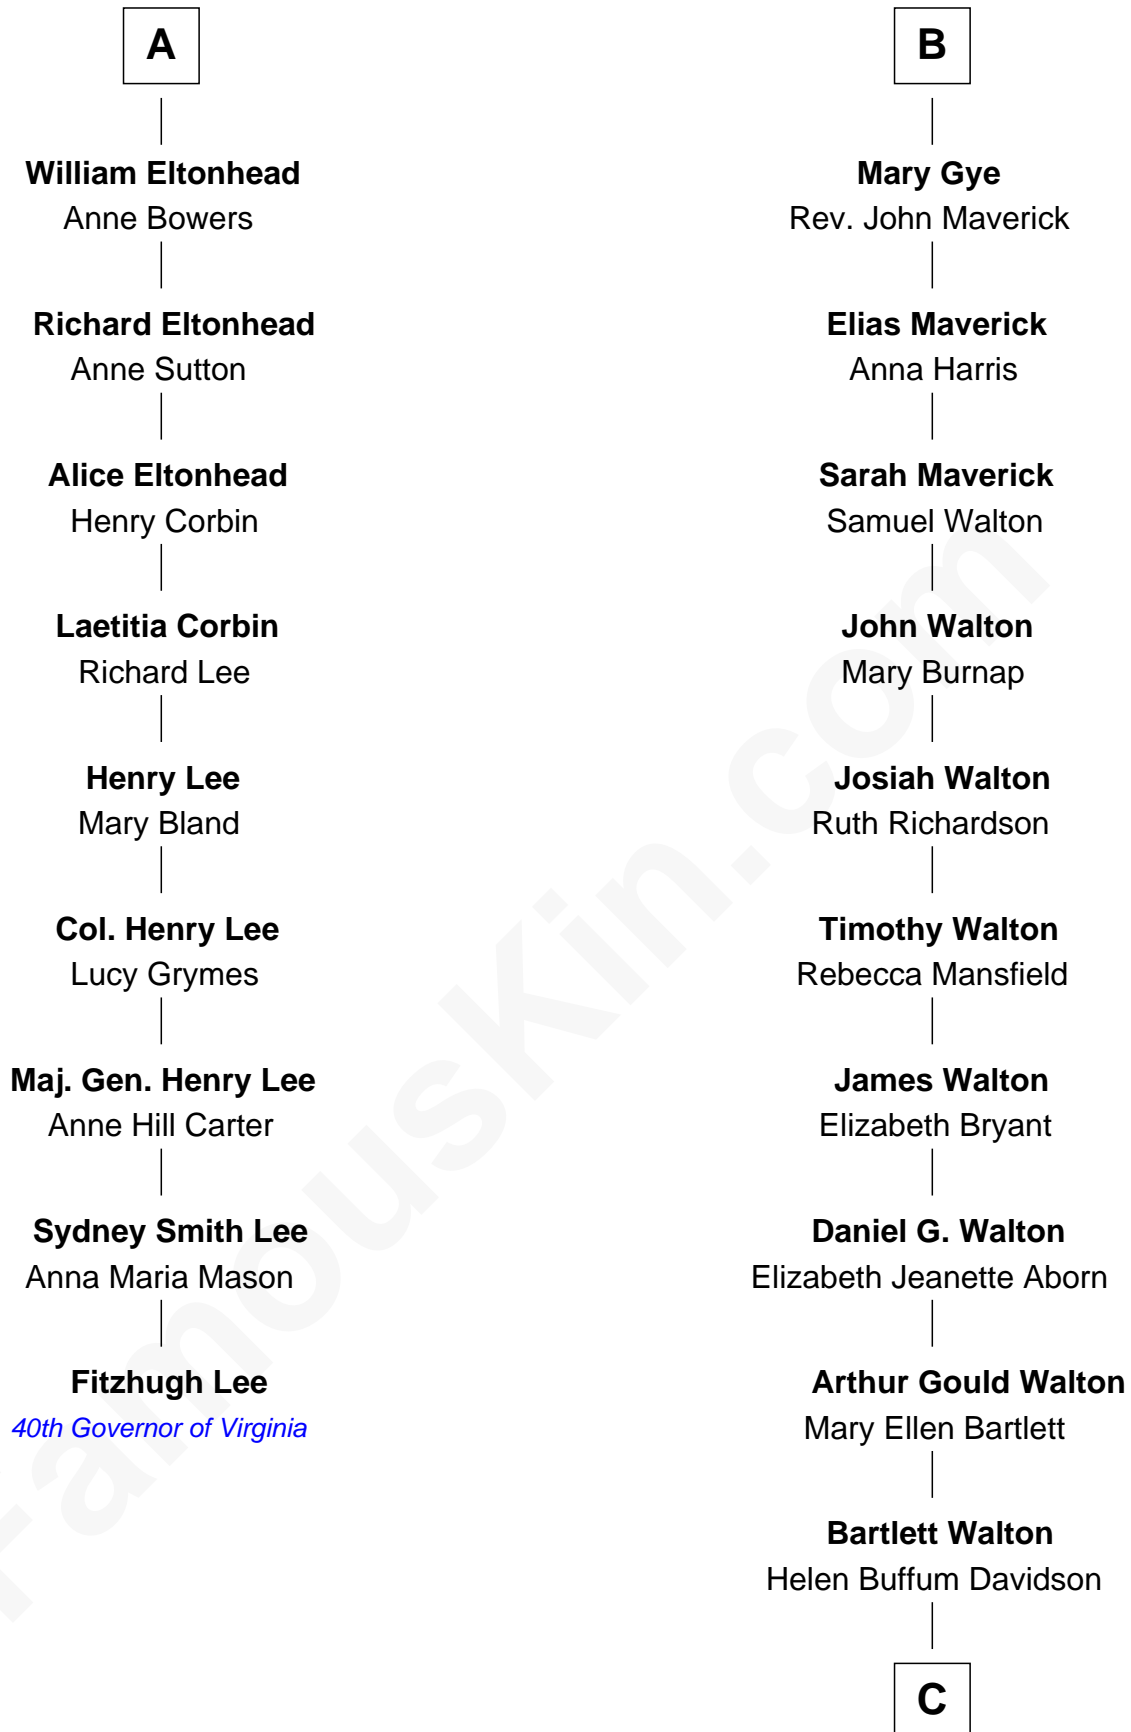 A
William Eltonhead
Anne Bowers
Richard Eltonhead
Anne Sutton
Alice Eltonhead
Henry Corbin
Laetitia Corbin
Richard Lee
Henry Lee
Mary Bland
Col. Henry Lee
Lucy Grymes
Maj. Gen. Henry Lee
Anne Hill Carter
Sydney Smith Lee
Anna Maria Mason
Fitzhugh Lee
40th Governor of Virginia
B
Mary Gye
Rev. John Maverick
Elias Maverick
Anna Harris
Sarah Maverick
Samuel Walton
John Walton
Mary Burnap
Josiah Walton
Ruth Richardson
Timothy Walton
Rebecca Mansfield
James Walton
Elizabeth Bryant
Daniel G. Walton
Elizabeth Jeanette Aborn
Arthur Gould Walton
Mary Ellen Bartlett
Bartlett Walton
Helen Buffum Davidson
C
FamousKin.com